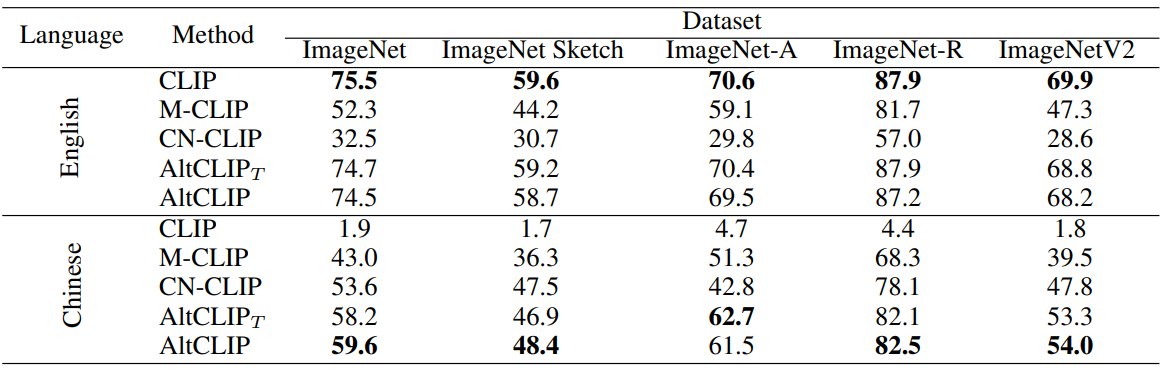 Language Method Dataset
ImageNet ImageNet Sketch ImageNet-A ImageNet-R ImageNetV2
English
CLIP 75.5 59.6 70.6 87.9 69.9
M-CLIP 52.3 44.2 59.1 81.7 47.3
CN-CLIP 32.5 30.7 29.8 57.0 28.6
AltCLIP_T 74.7 59.2 70.4 87.9 68.8
AltCLIP 74.5 58.7 69.5 87.2 68.2
Chinese
CLIP 1.9 1.7 4.7 4.4 1.8
M-CLIP 43.0 36.3 51.3 68.3 39.5
CN-CLIP 53.6 47.5 42.8 78.1 47.8
AltCLIP_T 58.2 46.9 62.7 82.1 53.3
AltCLIP 59.6 48.4 61.5 82.5 54.0